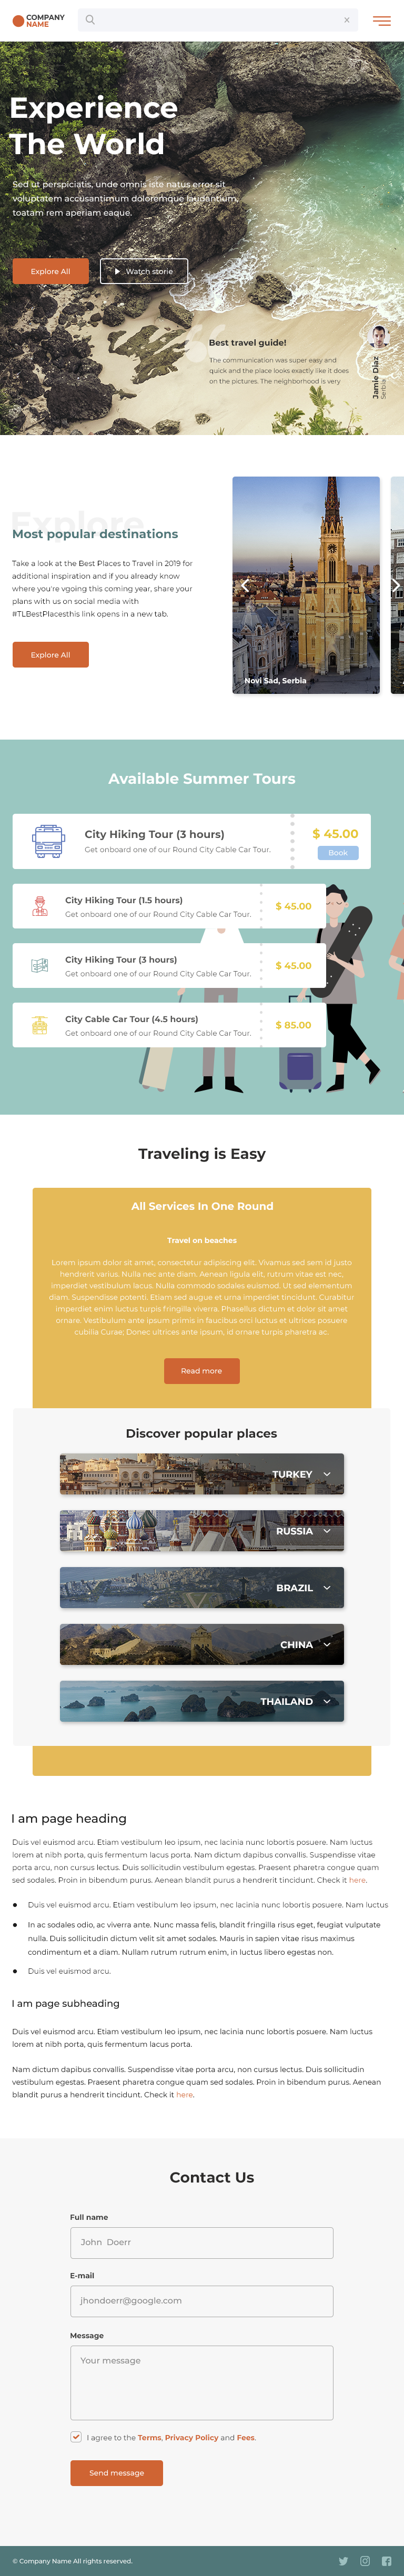 COMPANY
NAME
Experience
The World
Sed ut perspiciatis, unde omnis iste natus error sit
voluptatem accusantimum doloremque laudantium,
toatam rem aperiam eaque.
Explore All
Watch storie
Best travel guide!
The communication was super easy and
quick and the place looks exactly like it does
on the pictures. The neighborhood is very
Jamie Diaz
Serbia
Explore
Most popular destinations
Take a look at the Best Places to Travel in 2019 for
additional inspiration and if you already know
where you're vgoing this coming year, share your
plans with us on social media with
#TLBestPlacesthis link opens in a new tab.
Explore All
Novi Sad, Serbia
Available Summer Tours
City Hiking Tour (3 hours)
Get onboard one of our Round City Cable Car Tour.
$ 45.00
Book
City Hiking Tour (1.5 hours)
Get onboard one of our Round City Cable Car Tour.
$ 45.00
City Hiking Tour (3 hours)
Get onboard one of our Round City Cable Car Tour.
$ 45.00
City Cable Car Tour (4.5 hours)
Get onboard one of our Round City Cable Car Tour.
$ 85.00
Traveling is Easy
All Services In One Round
Travel on beaches
Lorem ipsum dolor sit amet, consectetur adipiscing elit. Vivamus sed sem id justo
hendrerit varius. Nulla nec ante diam. Aenean ligula elit, rutrum vitae est nec,
imperdiet vestibulum lacus. Nulla commodo sodales euismod. Ut sed elementum
diam. Suspendisse potenti. Etiam sed augue et urna imperdiet tincidunt. Curabitur
imperdiet enim luctus turpis fringilla viverra. Phasellus dictum et dolor sit amet
ornare. Vestibulum ante ipsum primis in faucibus orci luctus et ultrices posuere
cubilia Curae; Donec ultrices ante ipsum, id ornare turpis pharetra ac.
Read more
Discover popular places
TURKEY
RUSSIA
BRAZIL
CHINA
THAILAND
I am page heading
Duis vel euismod arcu. Etiam vestibulum leo ipsum, nec lacinia nunc lobortis posuere. Nam luctus
lorem at nibh porta, quis fermentum lacus porta. Nam dictum dapibus convallis. Suspendisse vitae
porta arcu, non cursus lectus. Duis sollicitudin vestibulum egestas. Praesent pharetra congue quam
sed sodales. Proin in bibendum purus. Aenean blandit purus a hendrerit tincidunt. Check it here.
Duis vel euismod arcu. Etiam vestibulum leo ipsum, nec lacinia nunc lobortis posuere. Nam luctus
In ac sodales odio, ac viverra ante. Nunc massa felis, blandit fringilla risus eget, feugiat vulputate
nulla. Duis sollicitudin dictum velit sit amet sodales. Mauris in sapien vitae risus maximus
condimentum et a diam. Nullam rutrum rutrum enim, in luctus libero egestas non.
Duis vel euismod arcu.
I am page subheading
Duis vel euismod arcu. Etiam vestibulum leo ipsum, nec lacinia nunc lobortis posuere. Nam luctus
lorem at nibh porta, quis fermentum lacus porta.
Nam dictum dapibus convallis. Suspendisse vitae porta arcu, non cursus lectus. Duis sollicitudin
vestibulum egestas. Praesent pharetra congue quam sed sodales. Proin in bibendum purus. Aenean
blandit purus a hendrerit tincidunt. Check it here.
Contact Us
Full name
John Doerr
E-mail
jhondoerr@google.com
Message
Your message
I agree to the Terms, Privacy Policy and Fees.
Send message
© Company Name All rights reserved.